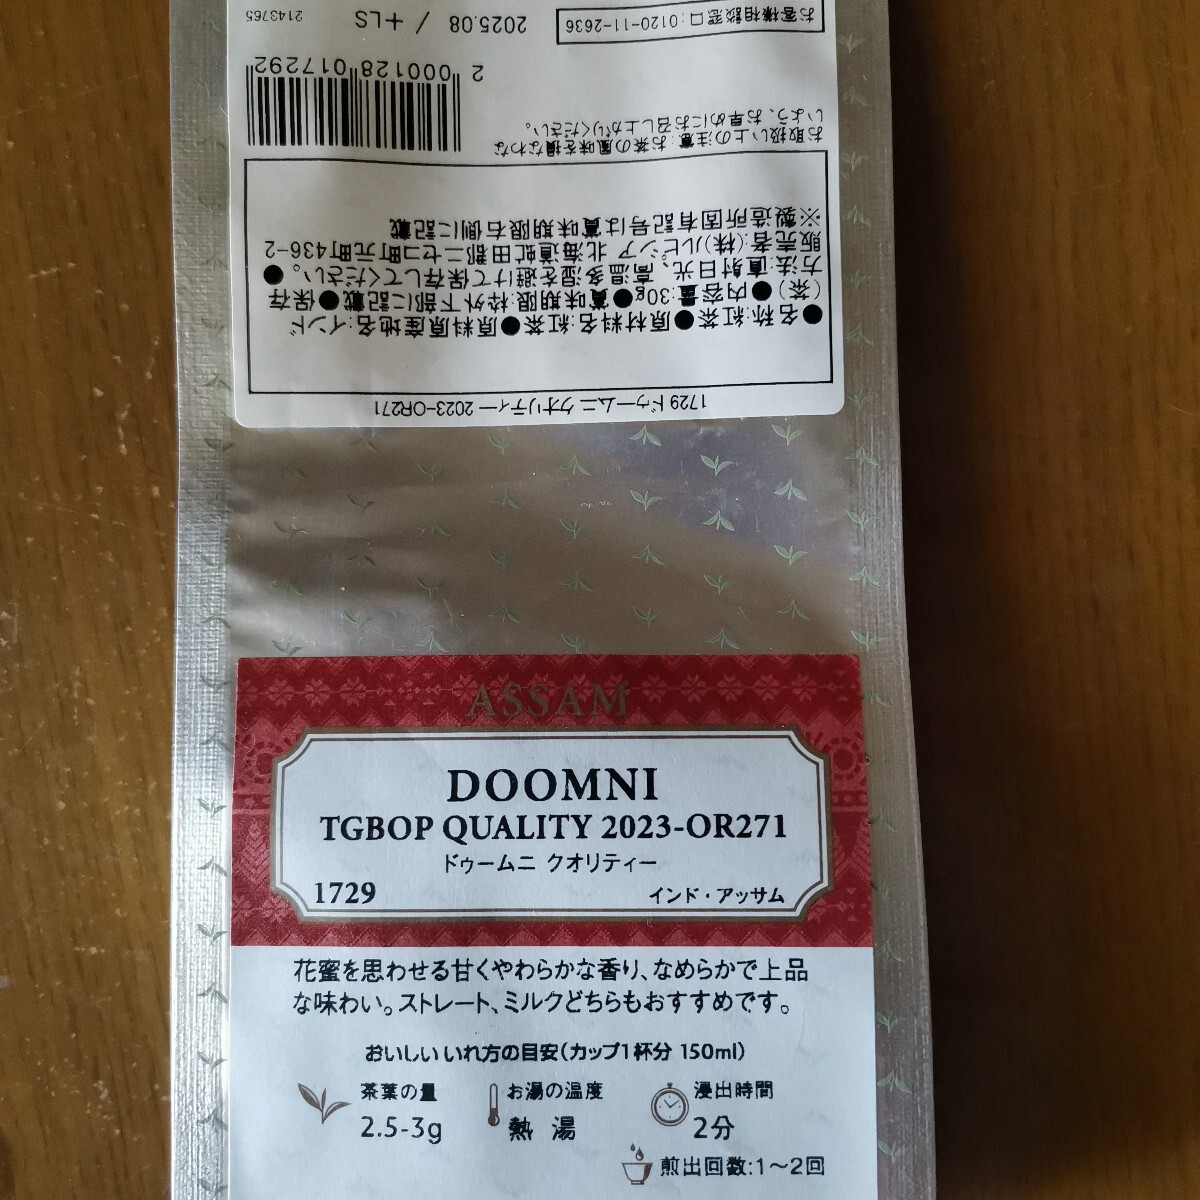 1729 ドゥームニ クオリティー 2023-OR271
●名称:紅茶●原材料名:紅茶●原料原産地名:インド
(茶)●内容量:30g●賞味期限:枠外下部に記載●保存
方法:直射日光、高温多湿を避けて保存してください。●
販売者:(株)ルピシア 北海道虻田郡ニセコ町元町436-2
※製造所固有記号は賞味期限右側に記載
お取扱い上の注意:お茶の風味を損なわな
いよう、お早めにお召し上がりください。
2 000128 017292
お客様相談窓口:0120-11-2636
2025.08 / +LS
2143765
ASSAM
DOOMNI
TGBOP QUALITY 2023-OR271
ドゥームニ クオリティー
1729
インド・アッサム
花蜜を思わせる甘くやわらかな香り、なめらかで上品
な味わい。ストレート、ミルクどちらもおすすめです。
おいしいいれ方の目安(カップ1杯分 150ml)
茶葉の量
2.5-3g
お湯の温度
熱湯
浸出時間
2分
煎出回数:1〜2回